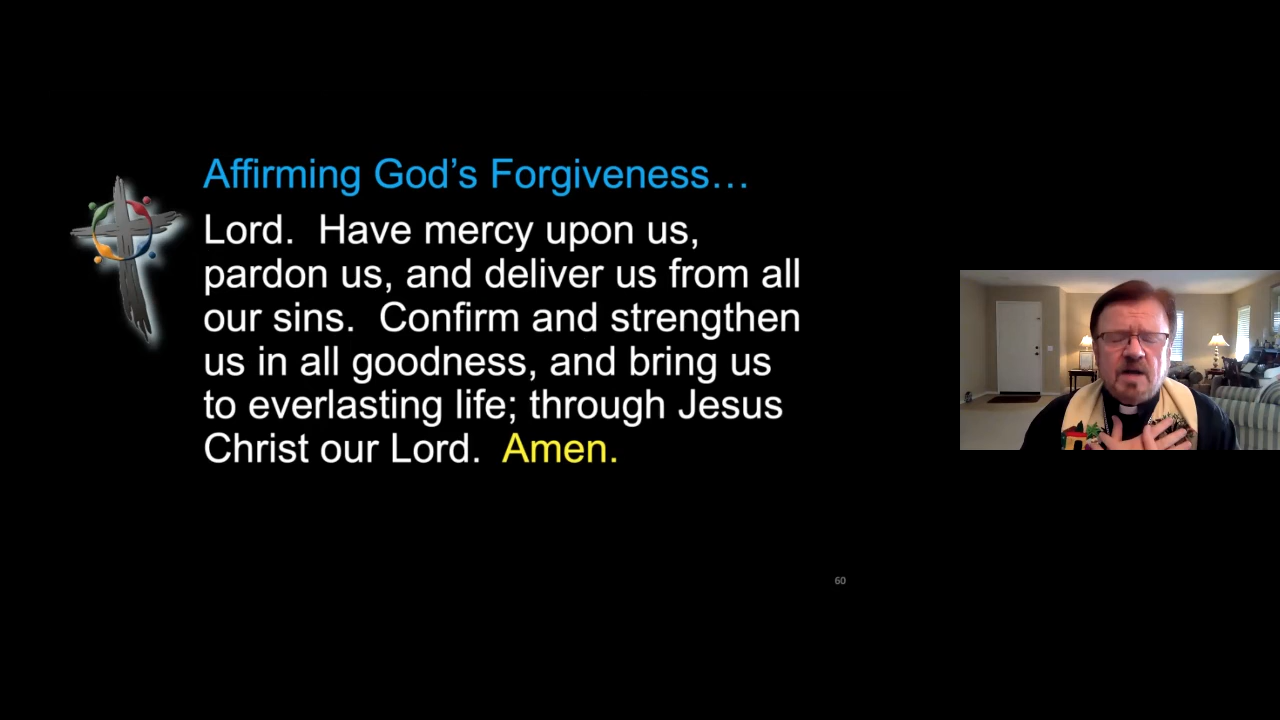 Affirming God’s Forgiveness…
Lord.  Have mercy upon us,
pardon us, and deliver us from all
our sins.  Confirm and strengthen
us in all goodness, and bring us
to everlasting life; through Jesus
Christ our Lord.  Amen.
60